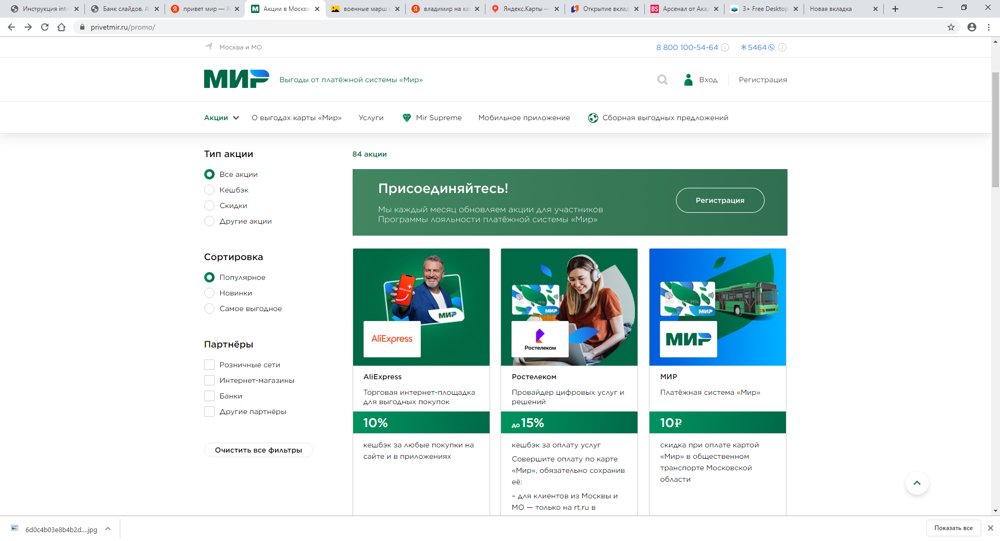 Инструкция int-
Банк слайдов. А
привет мир — Я
Акции в Москве
военные марш
владимир на ка
Яндекс.Карты —
Открытие вклад
Арсенал от Акад
3+ Free Desktop
Новая вкладка
privetmir.ru/promo/
Москва и МО
8 800 100-54-64
5464
МИР
Выгоды от платёжной системы «Мир»
Вход
Регистрация
Акции
О выгодах карты «Мир»
Услуги
Mir Supreme
Мобильное приложение
Сборная выгодных предложений
Тип акции
Все акции
Кешбэк
Скидки
Другие акции
Сортировка
Популярное
Новинки
Самое выгодное
Партнёры
Розничные сети
Интернет-магазины
Банки
Другие партнёры
Очистить все фильтры
84 акции
Присоединяйтесь!
Мы каждый месяц обновляем акции для участников
Программы лояльности платёжной системы «Мир»
Регистрация
AliExpress
МИР
AliExpress
AliExpress
Торговая интернет-площадка
для выгодных покупок
10%
кешбэк за любые покупки на
сайте и в приложениях
МИР
Ростелеком
Ростелеком
Провайдер цифровых услуг и
решений
до 15%
кешбэк за оплату услуг
Совершите оплату по карте
«Мир», обязательно сохранив
её:
– для клиентов из Москвы и
МО — только на rt.ru в
МИР
МИР
МИР
Платёжная система «Мир»
10₽
скидка при оплате картой
«Мир» в общественном
транспорте Московской
области
6d0c4b03e8b4b2d....jpg
Показать все